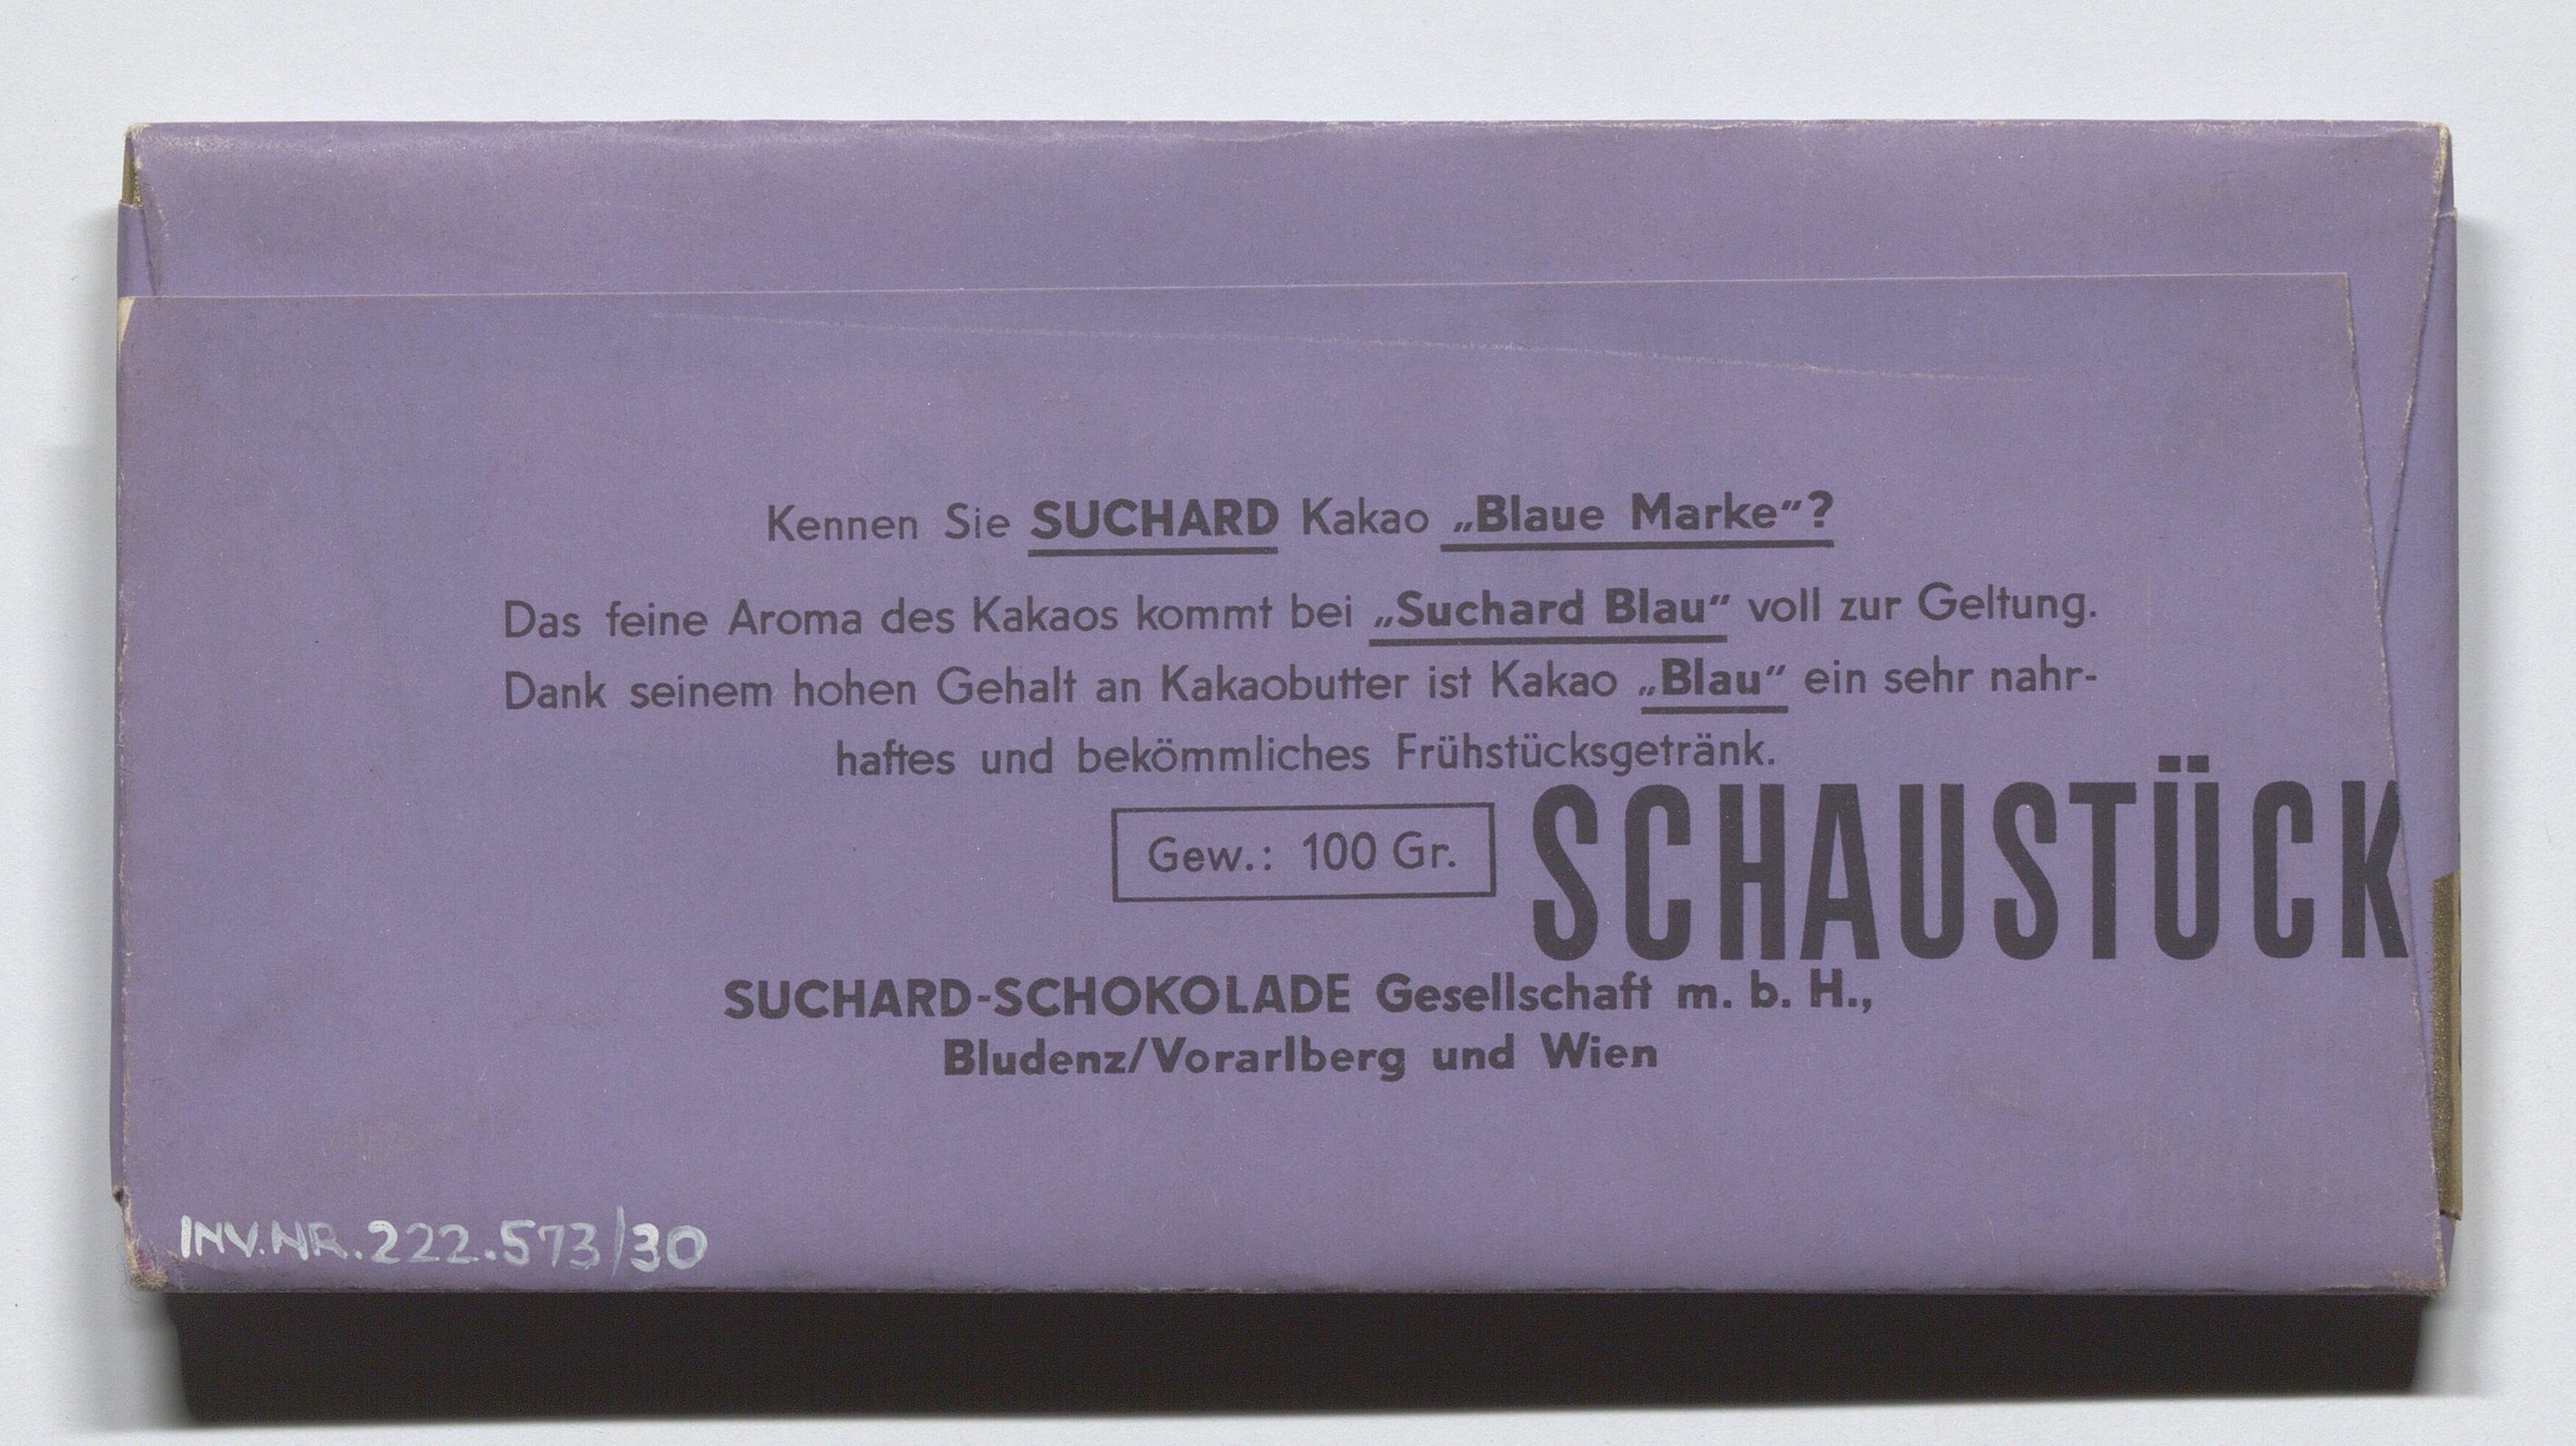 Kennen Sie SUCHARD Kakao „Blaue Marke“?
Das feine Aroma des Kakaos kommt bei „Suchard Blau“ voll zur Geltung.
Dank seinem hohen Gehalt an Kakaobutter ist Kakao „Blau“ ein sehr nahr-
haftes und bekömmliches Frühstücksgetränk.
Gew.: 100 Gr.
SCHAUSTÜCK
SUCHARD-SCHOKOLADE Gesellschaft m. b. H.,
Bludenz/Vorarlberg und Wien
INV.NR.222.573/30